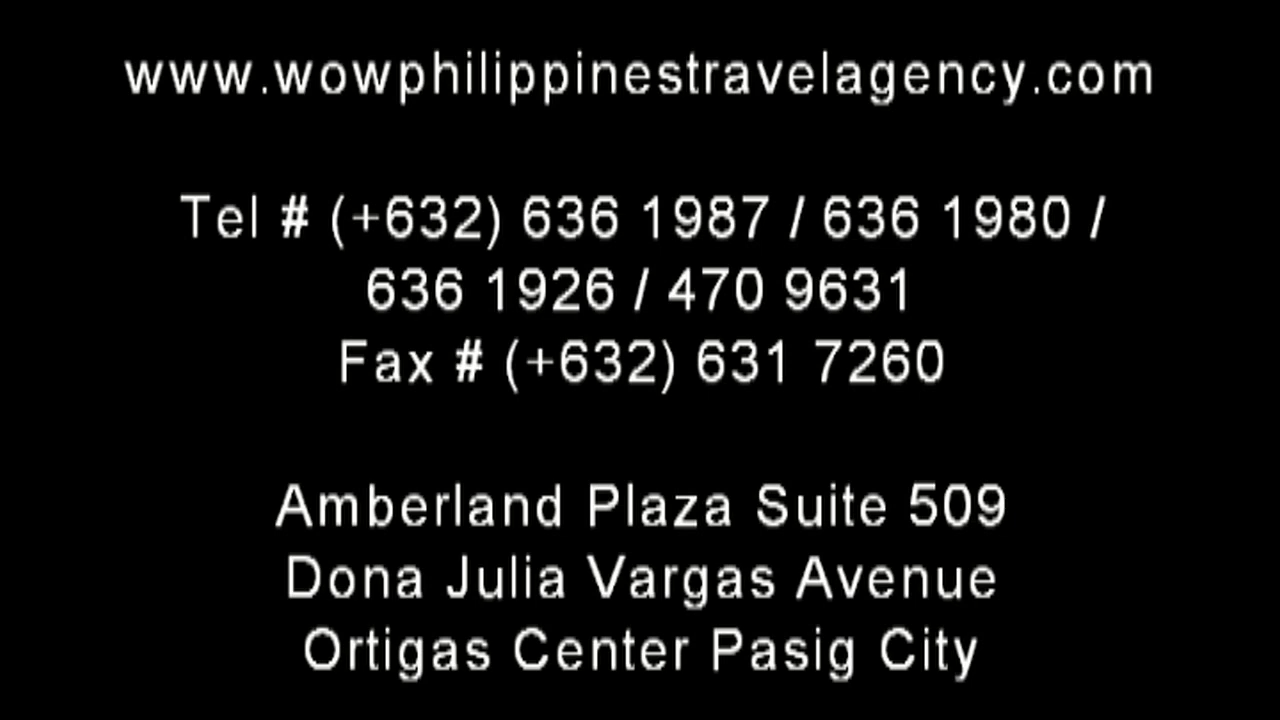 www.wowphilippinestravelagency.com
Tel # (+632) 636 1987 / 636 1980 /
636 1926 / 470 9631
Fax # (+632) 631 7260
Amberland Plaza Suite 509
Dona Julia Vargas Avenue
Ortigas Center Pasig City